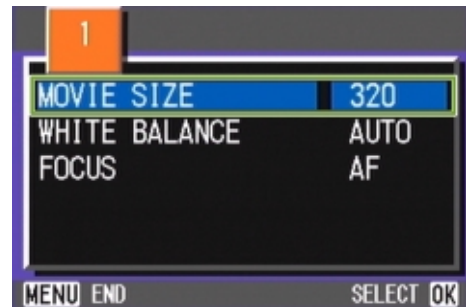 1
MOVIE SIZE 320
WHITE BALANCE AUTO
FOCUS AF
MENU END SELECT OK